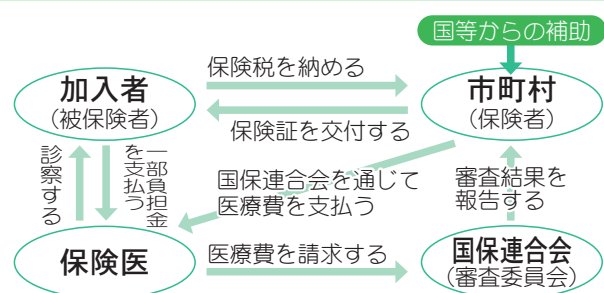 国等からの補助
保険税を納める
加入者
(被保険者)
市町村
(保険者)
保険証を交付する
診察する
一部負担金
を支払う
国保連合会を通じて
医療費を支払う
審査結果を
報告する
保険医
医療費を請求する
国保連合会
(審査委員会)